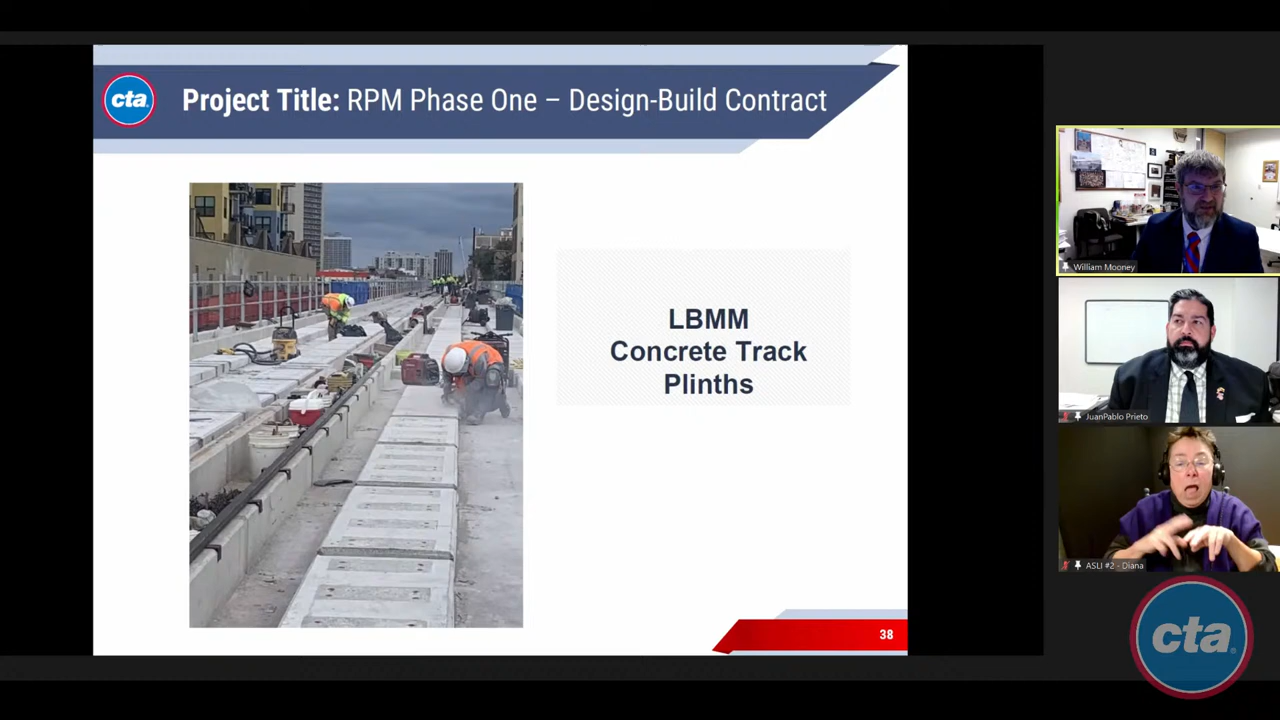 cta
Project Title: RPM Phase One – Design-Build Contract
LBMM
Concrete Track
Plinths
38
William Mooney
JuanPablo Prieto
ASLI #2 - Diana
cta